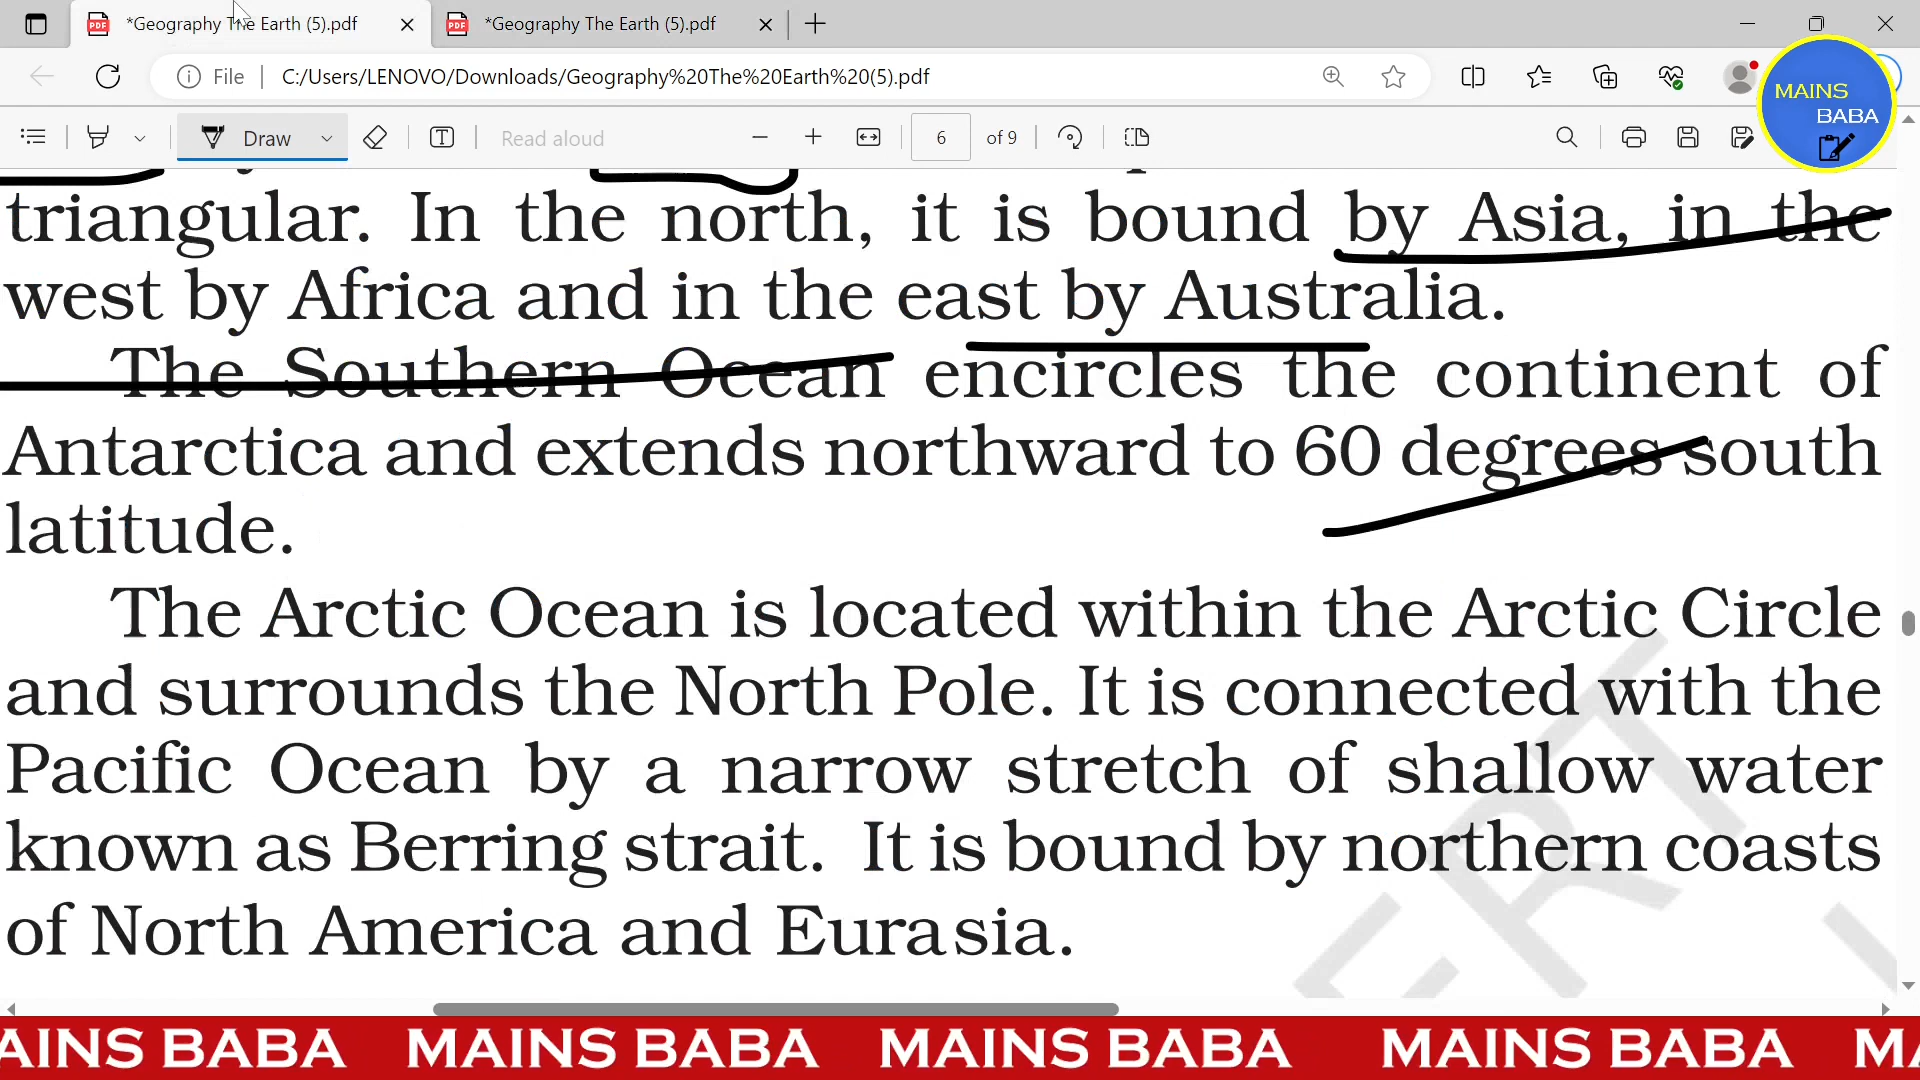 *Geography The Earth (5).pdf
*Geography The Earth (5).pdf
File
C:/Users/LENOVO/Downloads/Geography%20The%20Earth%20(5).pdf
MAINS
BABA
Draw
Read aloud
6
of 9
triangular. In the north, it is bound by Asia, in the
west by Africa and in the east by Australia.
The Southern Ocean encircles the continent of
Antarctica and extends northward to 60 degrees south
latitude.
The Arctic Ocean is located within the Arctic Circle
and surrounds the North Pole. It is connected with the
Pacific Ocean by a narrow stretch of shallow water
known as Berring strait. It is bound by northern coasts
of North America and Eurasia.
AINS BABA MAINS BABA MAINS BABA MAINS BABA MA